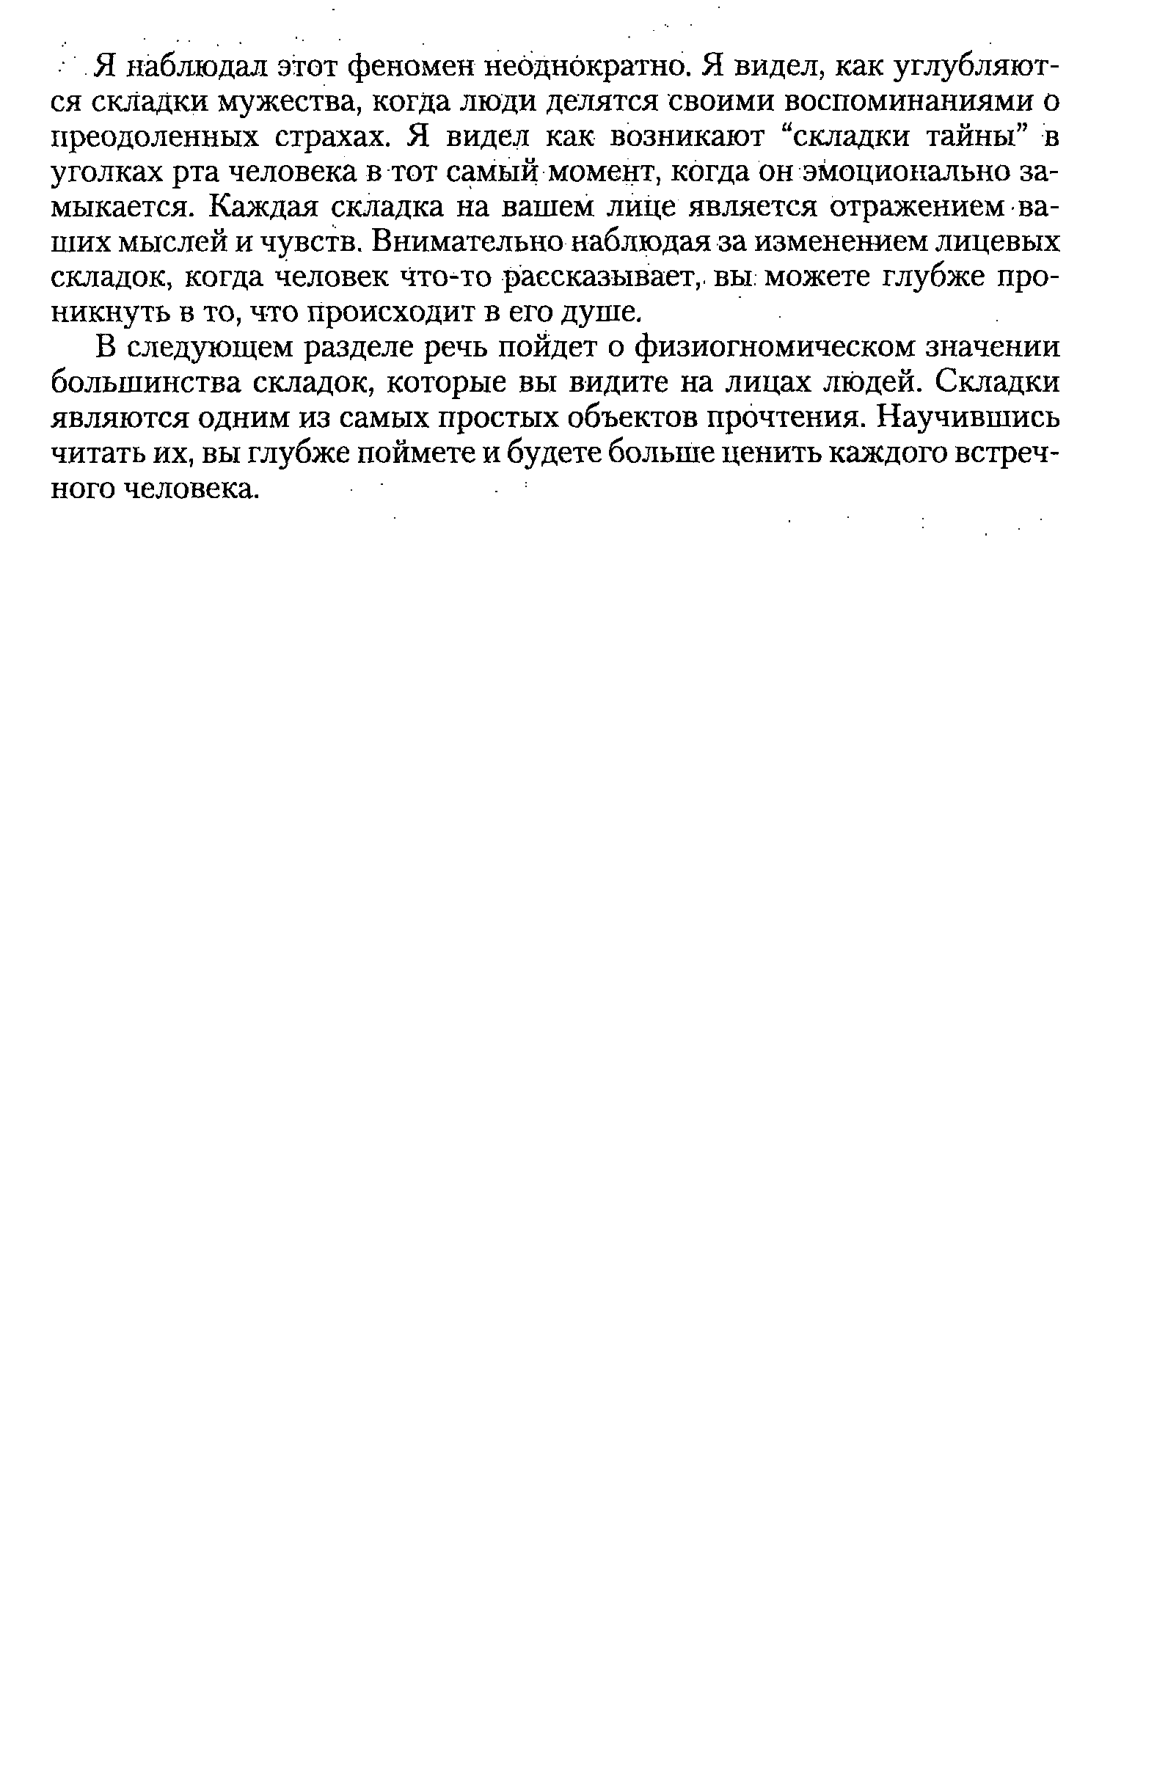 Я наблюдал этот феномен неоднократно. Я видел, как углубляют-
ся складки мужества, когда люди делятся своими воспоминаниями о
преодоленных страхах. Я видел как возникают “складки тайны” в
уголках рта человека в тот самый момент, когда он эмоционально за-
мыкается. Каждая складка на вашем лице является отражением ва-
ших мыслей и чувств. Внимательно наблюдая за изменением лицевых
складок, когда человек что-то рассказывает, вы можете глубже про-
никнуть в то, что происходит в его душе.
В следующем разделе речь пойдет о физиогномическом значении
большинства складок, которые вы видите на лицах людей. Складки
являются одним из самых простых объектов прочтения. Научившись
читать их, вы глубже поймете и будете больше ценить каждого встреч-
ного человека.